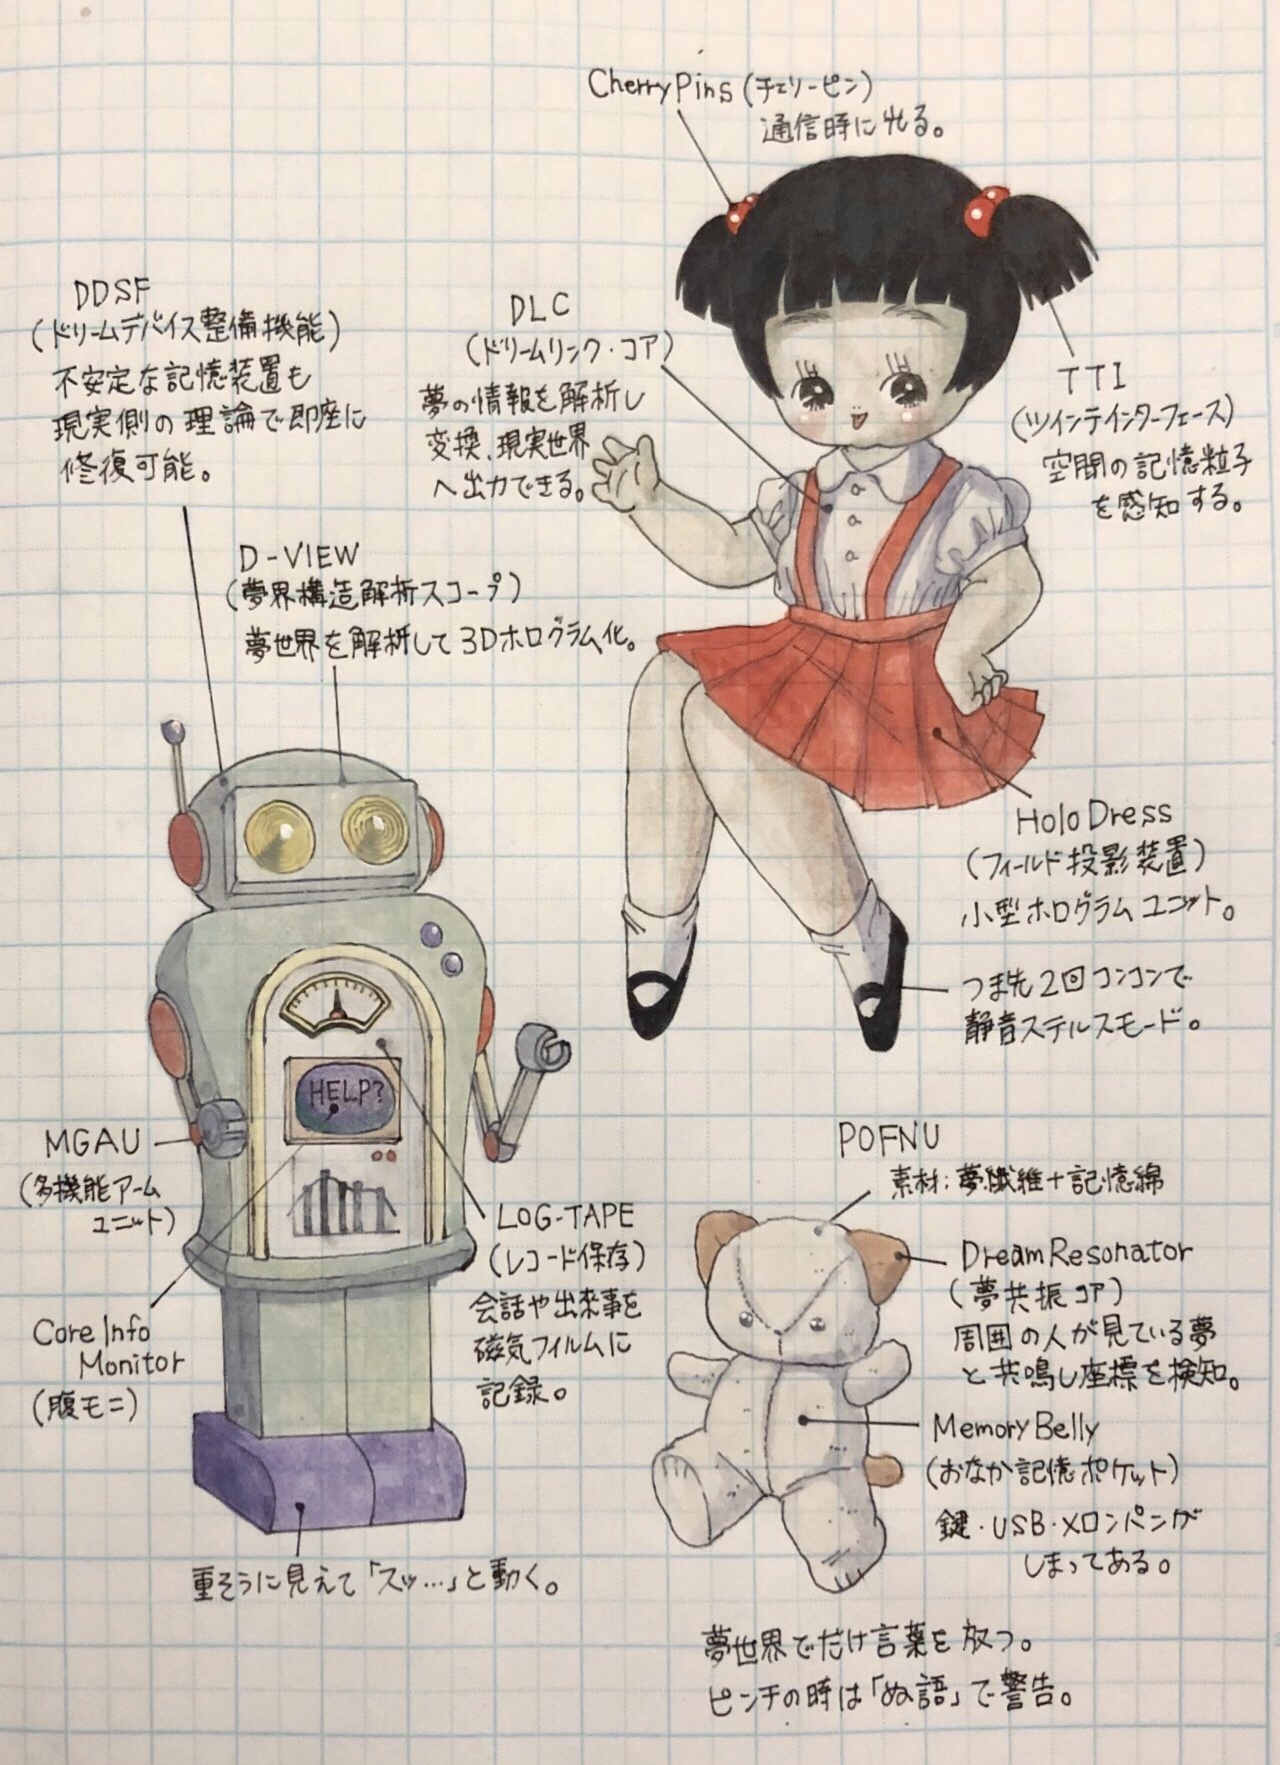 CherryPins (チェリーピン)
通信時に光る。
DDSF
(ドリームデバイス整備機能)
不安定な記憶装置も
現実側の理論で即座に
修復可能。
DLC
(ドリームリンク・コア)
夢の情報を解析し
変換、現実世界
へ出力できる。
TTI
(ツインテインターフェース)
空間の記憶粒子
を感知する。
D-VIEW
(夢界構造解析スコープ)
夢世界を解析して3Dホログラム化。
HoloDress
(フィールド投影装置)
小型ホログラムユニット。
つま先2回コンコンで
静音ステルスモード。
HELP?
MGAU
(多機能アーム
ユニット)
LOG-TAPE
(レコード保存)
会話や出来事を
磁気フィルムに
記録。
Core Info
Monitor
(腹モニ)
重そうに見えて「スッ…」と動く。
POFNU
素材:夢繊維+記憶綿
DreamResonator
(夢共振コア)
周囲の人が見ている夢
と共鳴し座標を検知。
MemoryBelly
(おなか記憶ポケット)
鍵・USB・メロンパンが
しまってある。
夢世界でだけ言葉を放つ。
ピンチの時は「ぬ語」で警告。